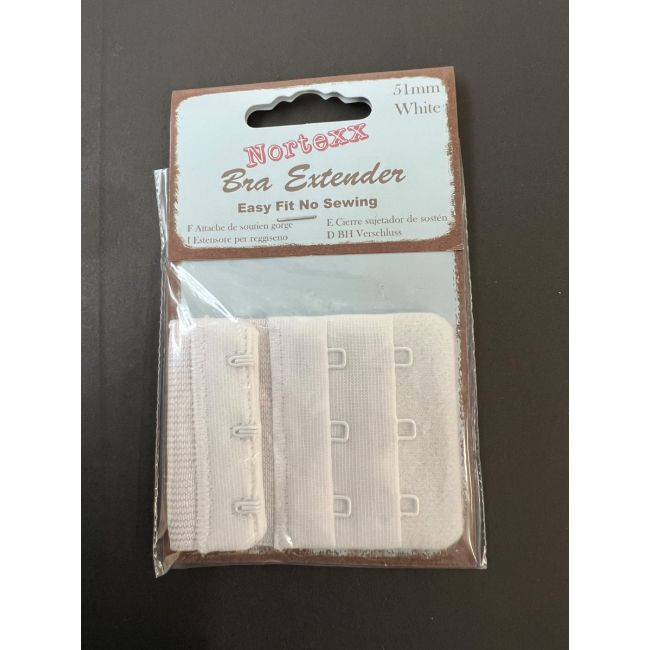 51mm
White
Nortexx
Bra Extender
Easy Fit No Sewing
F Attache de soutien gorge
I Estensore per reggiseno
E Cierre sujetador de sostén
D BH Verschluss